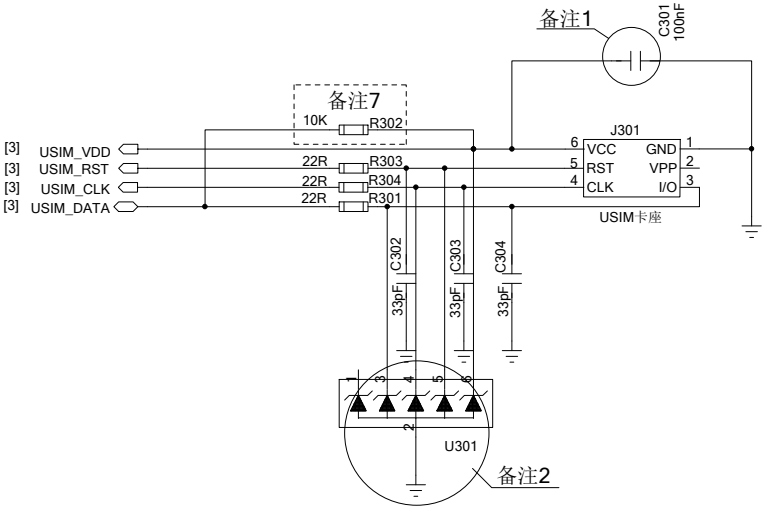 备注1
C301
100nF
备注7
10K
R302
J301
[3]
USIM_VDD
6
VCC
GND
1
[3]
USIM_RST
22R
R303
5
RST
VPP
2
[3]
USIM_CLK
22R
R304
4
CLK
I/O
3
[3]
USIM_DATA
22R
R301
USIM卡座
C302
33pF
C303
33pF
C304
33pF
1
3
4
5
6
2
U301
备注2